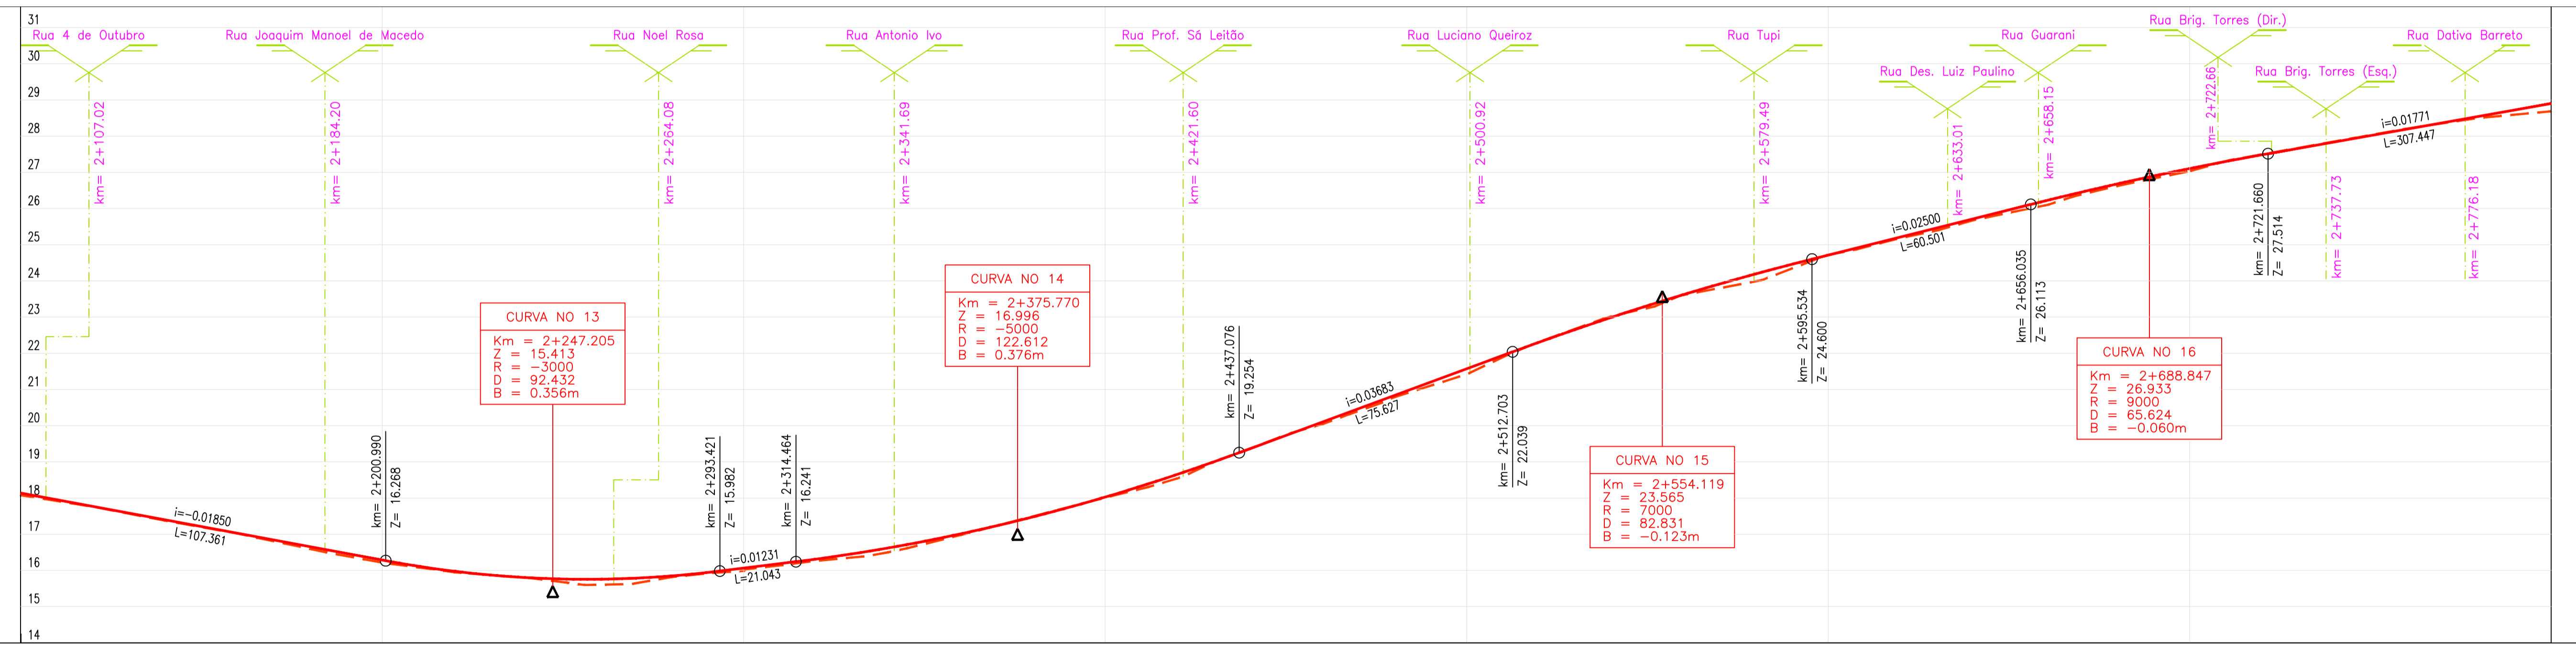 31
30
29
28
27
26
25
24
23
22
21
20
19
18
17
16
15
14
Rua 4 de Outubro
km= 2+107.02
Rua Joaquim Manoel de Macedo
km= 2+184.20
Rua Noel Rosa
km= 2+264.08
Rua Antonio Ivo
km= 2+341.69
Rua Prof. Sá Leitão
km= 2+421.60
Rua Luciano Queiroz
km= 2+500.92
Rua Tupi
km= 2+579.49
Rua Des. Luiz Paulino
km= 2+633.01
Rua Guarani
km= 2+658.15
Rua Brig. Torres (Dir.)
km= 2+722.66
Rua Brig. Torres (Esq.)
km= 2+737.73
Rua Dativa Barreto
km= 2+776.18
i=-0.01850
L=107.361
km= 2+200.990
Z= 16.268
CURVA NO 13
Km = 2+247.205
Z = 15.413
R = -3000
D = 92.432
B = 0.356m
km= 2+293.421
Z= 15.982
i=0.01231
L=21.043
km= 2+314.464
Z= 16.241
CURVA NO 14
Km = 2+375.770
Z = 16.996
R = -5000
D = 122.612
B = 0.376m
km= 2+437.076
Z= 19.254
i=0.03683
L=75.627
km= 2+512.703
Z= 22.039
CURVA NO 15
Km = 2+554.119
Z = 23.565
R = 7000
D = 82.831
B = -0.123m
km= 2+595.534
Z= 24.600
i=0.02500
L=60.501
km= 2+656.035
Z= 26.113
CURVA NO 16
Km = 2+688.847
Z = 26.933
R = 9000
D = 65.624
B = -0.060m
km= 2+721.660
Z= 27.514
i=0.01771
L=307.447